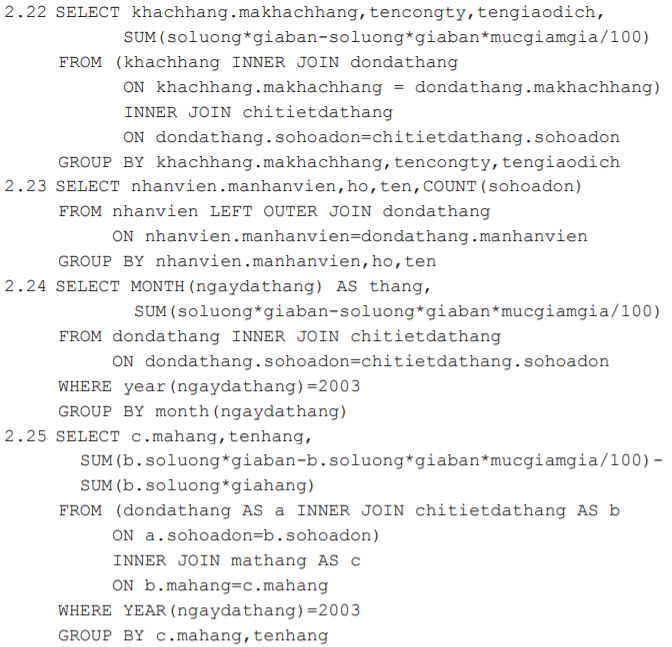 2.22 SELECT khachhang.makhachhang,tencongty,tengiaodich,
SUM(soluong*giaban-soluong*giaban*mucgiamgia/100)
FROM (khachhang INNER JOIN dondathang
ON khachhang.makhachhang = dondathang.makhachhang)
INNER JOIN chitietdathang
ON dondathang.sohoadon=chitietdathang.sohoadon
GROUP BY khachhang.makhachhang,tencongty,tengiaodich
2.23 SELECT nhanvien.manhanvien,ho,ten,COUNT(sohoadon)
FROM nhanvien LEFT OUTER JOIN dondathang
ON nhanvien.manhanvien=dondathang.manhanvien
GROUP BY nhanvien.manhanvien,ho,ten
2.24 SELECT MONTH(ngaydathang) AS thang,
SUM(soluong*giaban-soluong*giaban*mucgiamgia/100)
FROM dondathang INNER JOIN chitietdathang
ON dondathang.sohoadon=chitietdathang.sohoadon
WHERE year(ngaydathang)=2003
GROUP BY month(ngaydathang)
2.25 SELECT c.mahang,tenhang,
SUM(b.soluong*giaban-b.soluong*giaban*mucgiamgia/100)-
SUM(b.soluong*giahang)
FROM (dondathang AS a INNER JOIN chitietdathang AS b
ON a.sohoadon=b.sohoadon)
INNER JOIN mathang AS c
ON b.mahang=c.mahang
WHERE YEAR(ngaydathang)=2003
GROUP BY c.mahang,tenhang